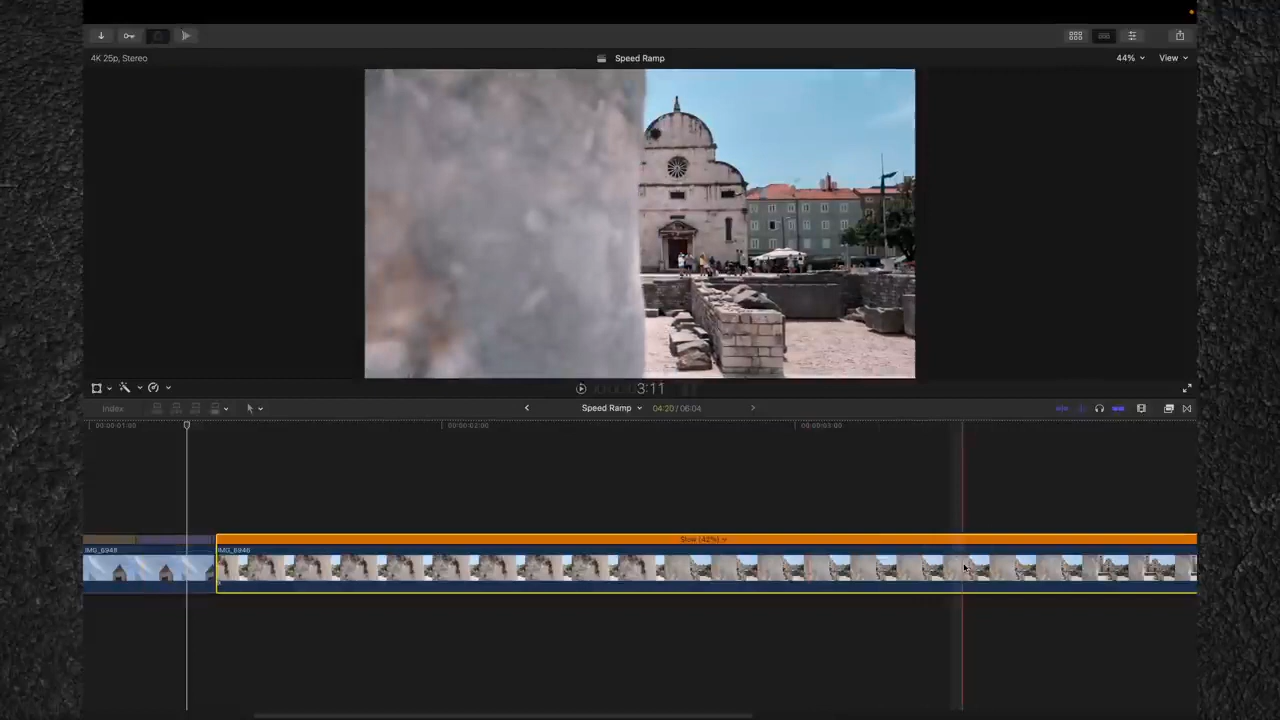 4K 25p, Stereo
Speed Ramp
44%
View
3:11
Index
Speed Ramp
04:20 / 06:04
00:00:01:00
00:00:02:00
00:00:03:00
Slow (42%)
IMG_6948
IMG_6946